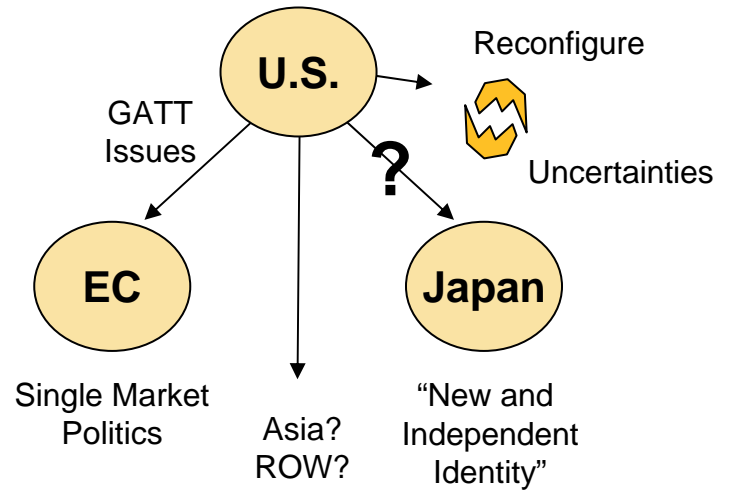 U.S.
Reconfigure
GATT
Issues
?
Uncertainties
EC
Japan
Single Market
Politics
Asia?
ROW?
“New and
Independent
Identity”